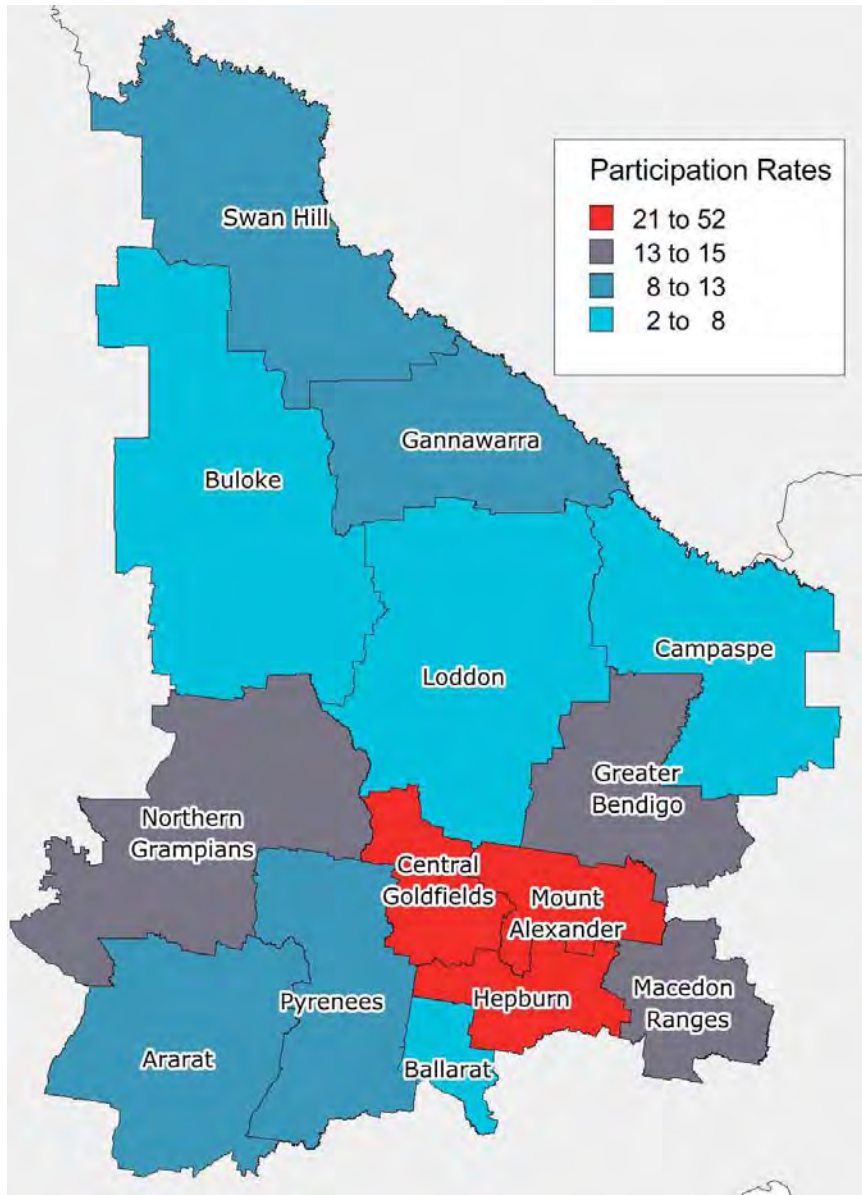 Participation Rates
21 to 52
13 to 15
8 to 13
2 to 8
Swan Hill
Gannawarra
Buloke
Campaspe
Loddon
Greater
Bendigo
Northern
Grampians
Central
Goldfields
Mount
Alexander
Macedon
Ranges
Hepburn
Pyrenees
Ararat
Ballarat